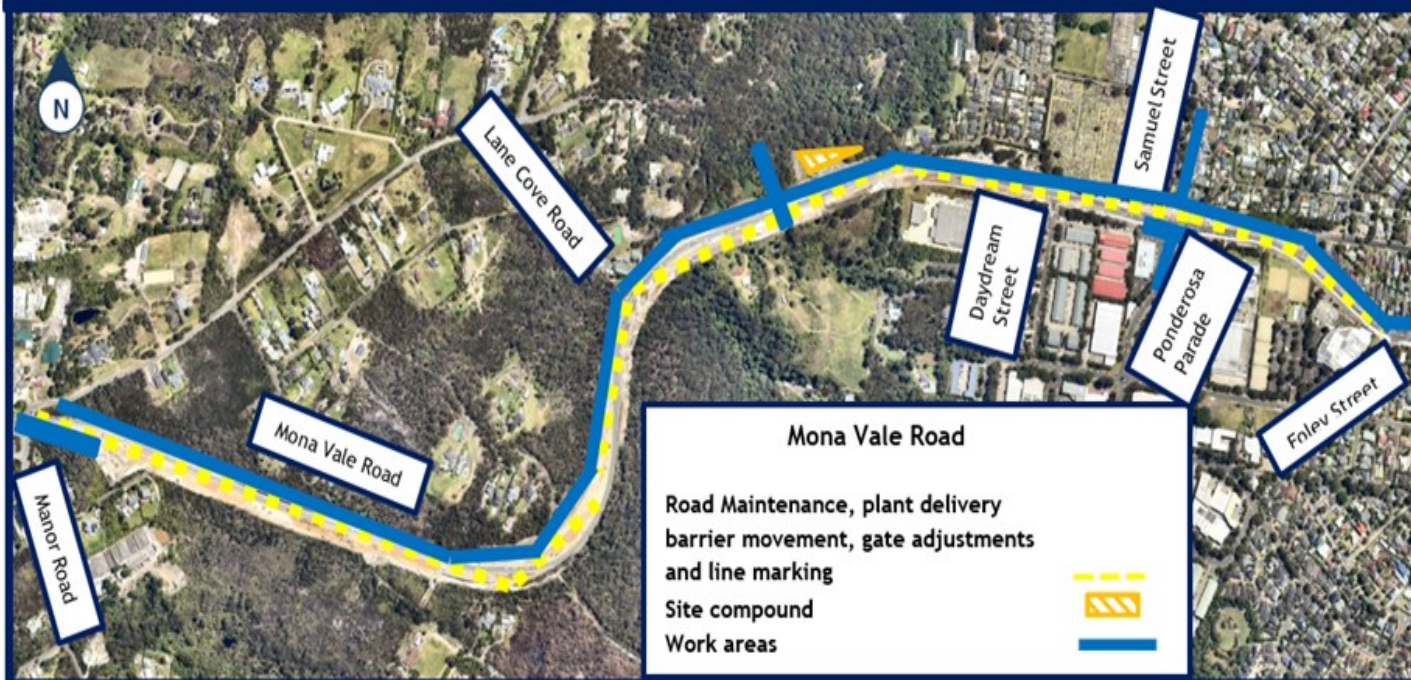 N
Lane Cove Road
Samuel Street
Daydream
Street
Ponderosa
Parade
Foley Street
Mona Vale Road
Manor Road
Mona Vale Road
Road Maintenance, plant delivery
barrier movement, gate adjustments
and line marking
Site compound
Work areas